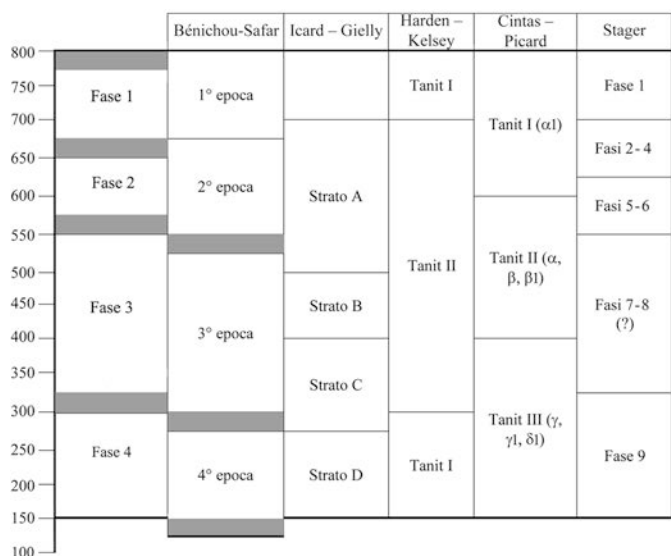 Bénichou-Safar
Icard – Gielly
Harden –
Kelsey
Cintas –
Picard
Stager
800
750
700
650
600
550
500
450
400
350
300
250
200
150
100
Fase 1
Fase 2
Fase 3
Fase 4
1° epoca
2° epoca
3° epoca
4° epoca
Strato A
Strato B
Strato C
Strato D
Tanit I
Tanit II
Tanit I
Tanit I (α1)
Tanit II (α,
β, β1)
Tanit III (γ,
γ1, δ1)
Fase 1
Fasi 2 - 4
Fasi 5-6
Fasi 7-8
(?)
Fase 9